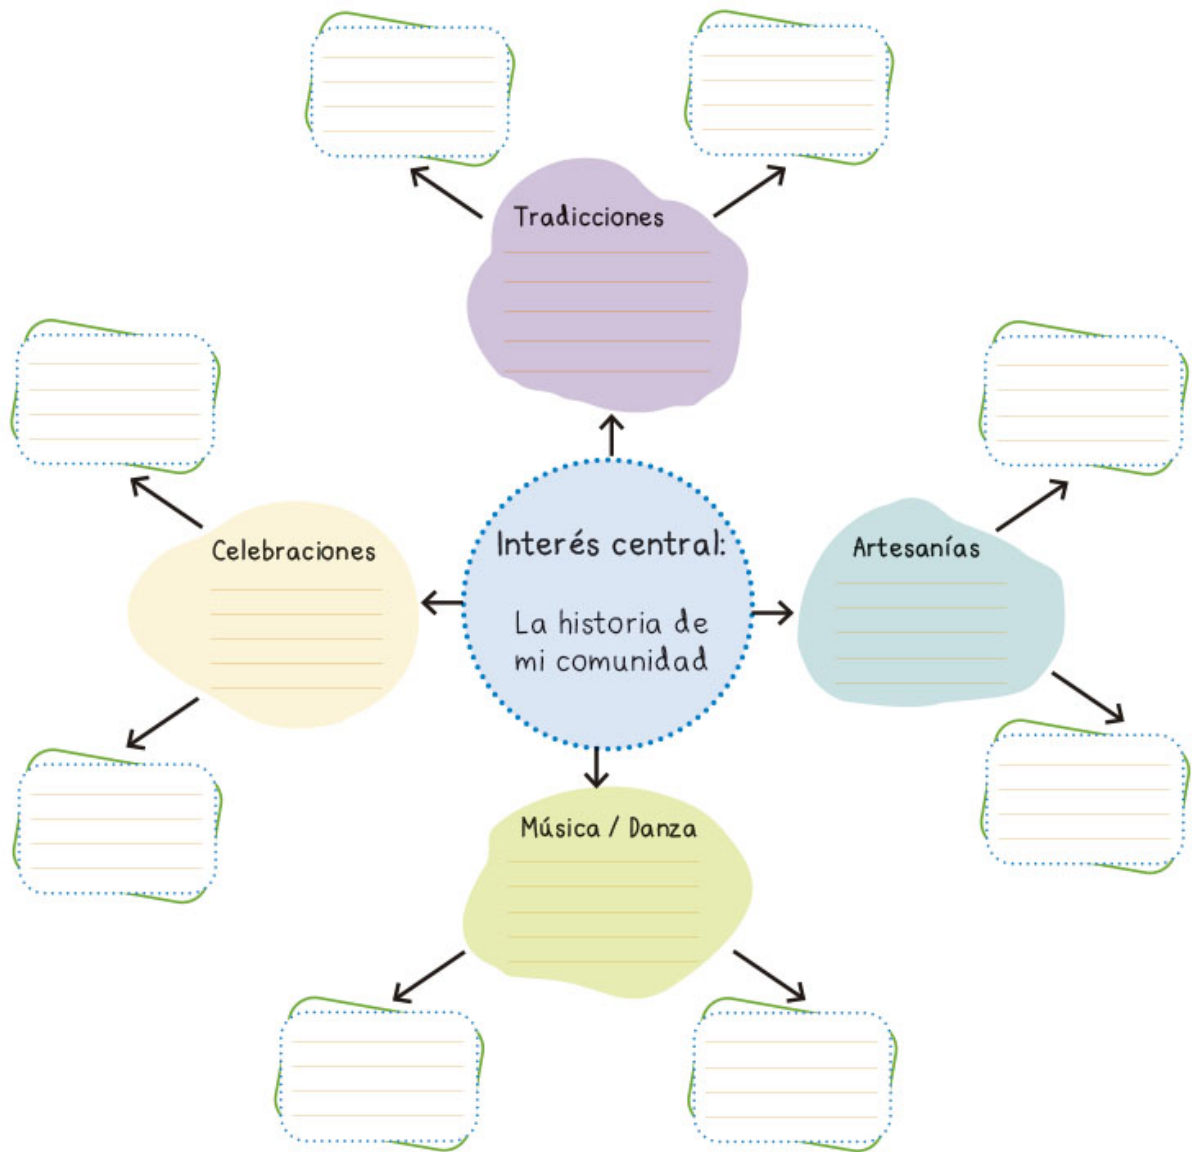 Tradicciones
Celebraciones
Interés central:
La historia de
mi comunidad
Artesanías
Música / Danza